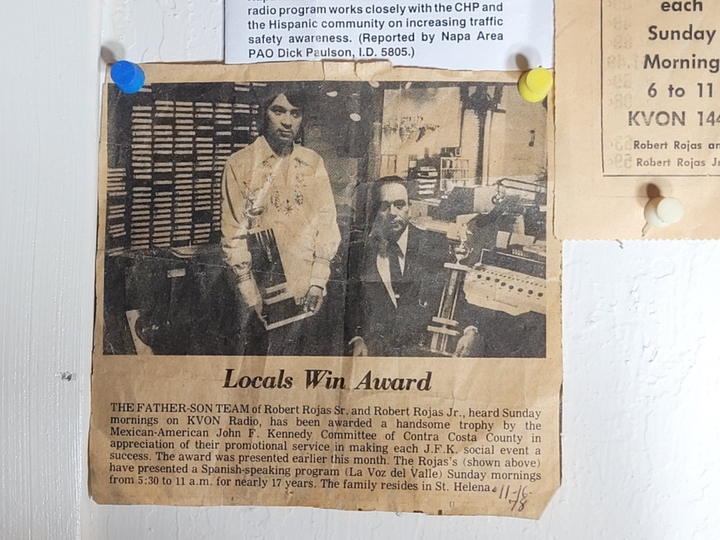 radio program works closely with the CHP and
the Hispanic community on increasing traffic
safety awareness. (Reported by Napa Area
PAO Dick Paulson, I.D. 5805.)
each
Sunday
Morning
6 to 11
KVON 144
Robert Rojas an
Robert Rojas Jr
Locals Win Award
THE FATHER-SON TEAM of Robert Rojas Sr. and Robert Rojas Jr., heard Sunday
mornings on KVON Radio, has been awarded a handsome trophy by the
Mexican-American John F. Kennedy Committee of Contra Costa County in
appreciation of their promotional service in making each J.F.K. social event a
success. The award was presented earlier this month. The Rojas's (shown above)
have presented a Spanish-speaking program (La Voz del Valle) Sunday mornings
from 5:30 to 11 a.m. for nearly 17 years. The family resides in St. Helena.
11-16-
78